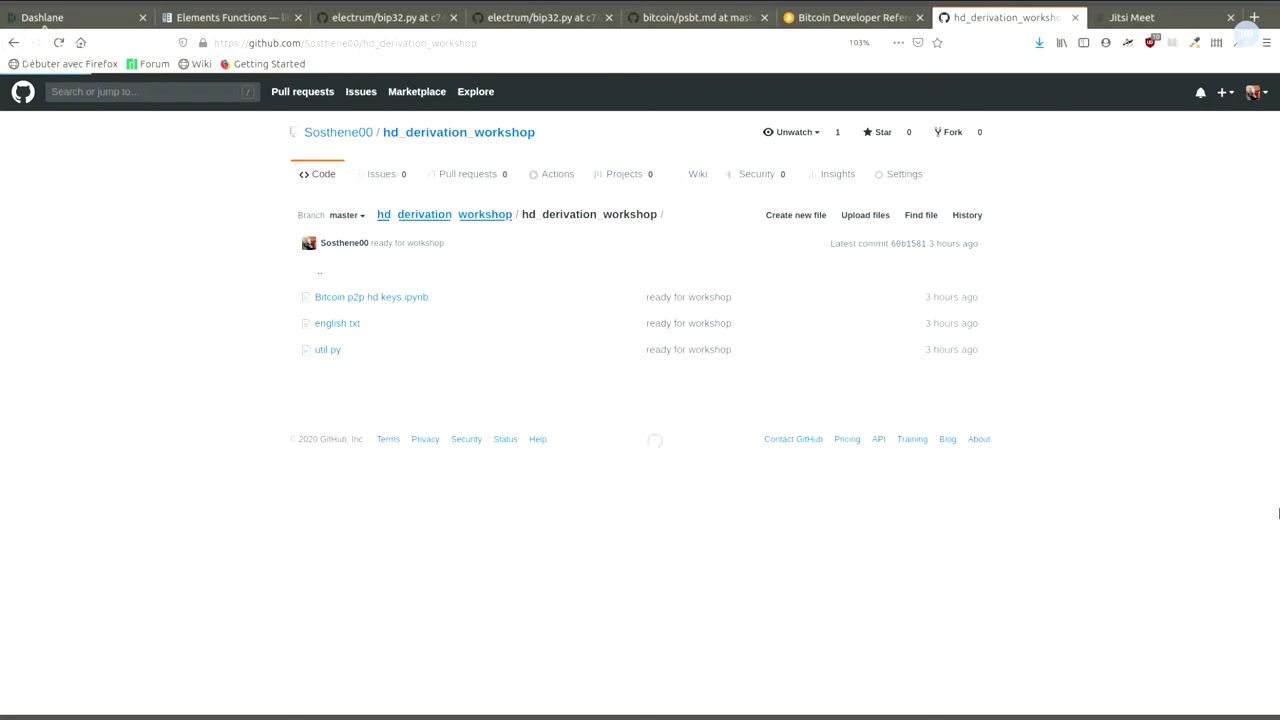 Dashlane
Elements Functions — li
electrum/bip32.py at c7
electrum/bip32.py at c7
bitcoin/psbt.md at mast
Bitcoin Developer Refer
hd_derivation_worksho
Jitsi Meet
https://github.com/Sosthene00/hd_derivation_workshop
103%
Débuter avec Firefox
Forum
Wiki
Getting Started
Search or jump to…
/
Pull requests
Issues
Marketplace
Explore
Sosthene00 / hd_derivation_workshop
Unwatch 1
Star 0
Fork 0
Code
Issues 0
Pull requests 0
Actions
Projects 0
Wiki
Security 0
Insights
Settings
Branch master
hd_derivation_workshop / hd_derivation_workshop /
Create new file
Upload files
Find file
History
Sosthene00 ready for workshop
Latest commit 60b1581 3 hours ago
..
Bitcoin p2p hd keys.ipynb ready for workshop 3 hours ago
english.txt ready for workshop 3 hours ago
util.py ready for workshop 3 hours ago
© 2020 GitHub, Inc.
Terms
Privacy
Security
Status
Help
Contact GitHub
Pricing
API
Training
Blog
About